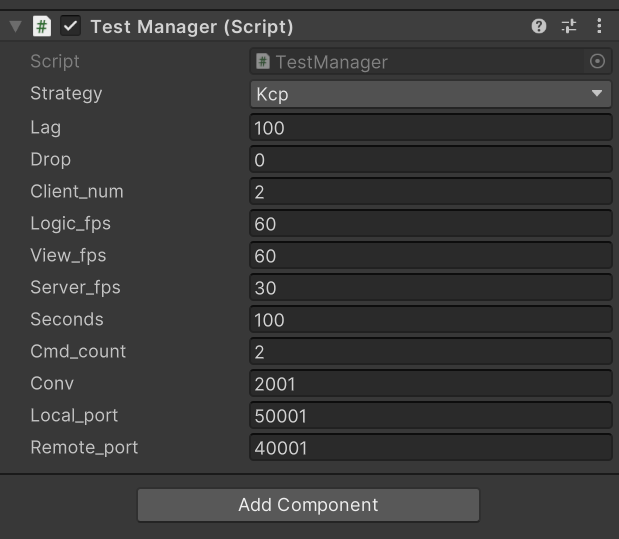 # Test Manager (Script)
Script # TestManager
Strategy Kcp
Lag 100
Drop 0
Client_num 2
Logic_fps 60
View_fps 60
Server_fps 30
Seconds 100
Cmd_count 2
Conv 2001
Local_port 50001
Remote_port 40001
Add Component